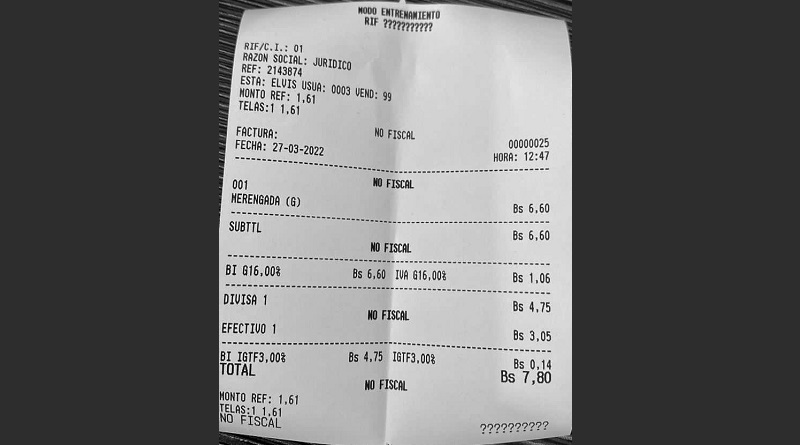 MODO ENTRENAMIENTO
RIF ???????????
RIF/C.I.: 01
RAZON SOCIAL: JURIDICO
REF: 2143874
ESTA: ELVIS USUA: 0003 VEND: 99
MONTO REF: 1,61
TELAS:1 1,61
NO FISCAL
FACTURA: 00000025
FECHA: 27-03-2022 HORA: 12:47
NO FISCAL
001
MERENGADA (G) Bs 6,60
SUBTTL Bs 6,60
NO FISCAL
BI G16,00% Bs 6,60 IVA G16,00% Bs 1,06
DIVISA 1 Bs 4,75
NO FISCAL
EFECTIVO 1 Bs 3,05
BI IGTF3,00% Bs 4,75 IGTF3,00% Bs 0,14
TOTAL Bs 7,80
NO FISCAL
MONTO REF: 1,61
TELAS:1 1,61
NO FISCAL ??????????